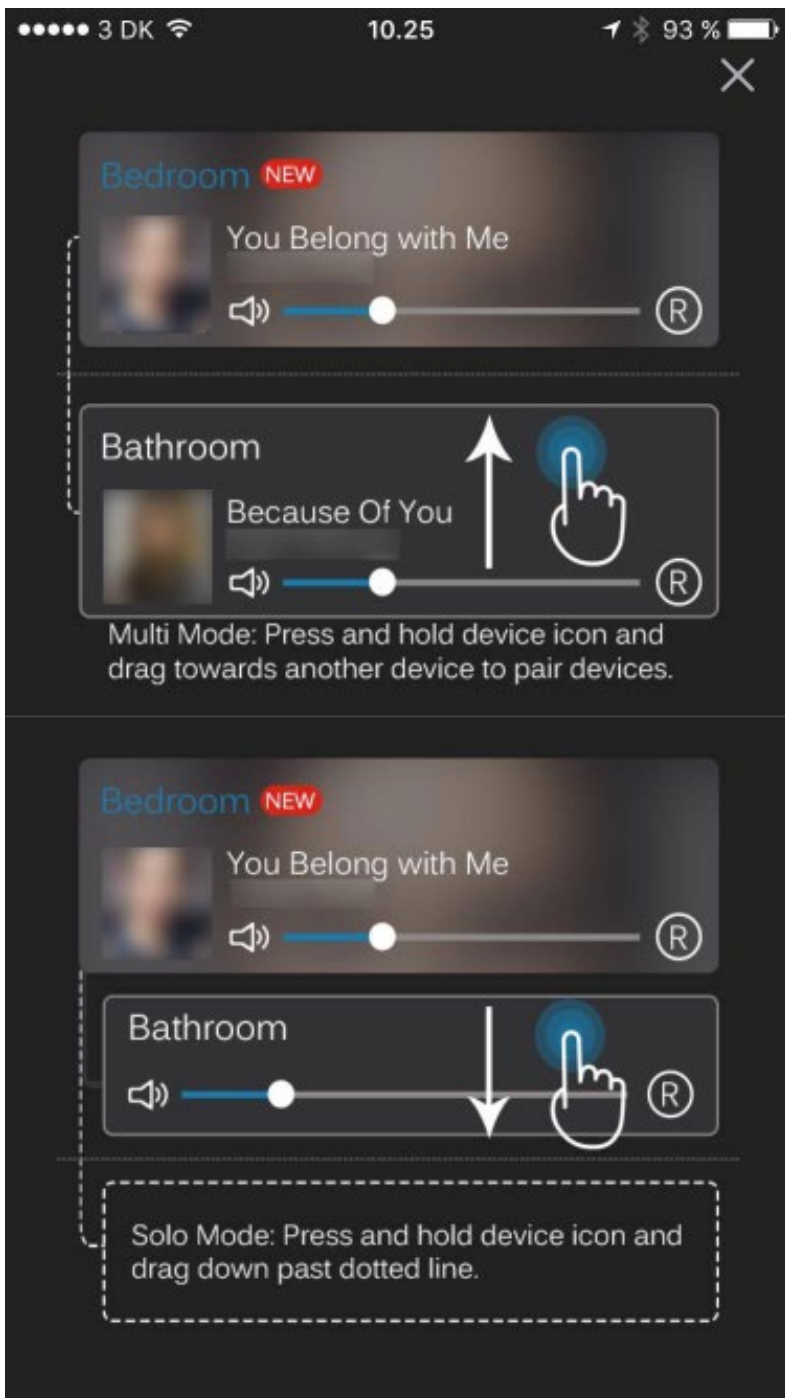 3 DK 10.25 93 %
Bedroom NEW
You Belong with Me
R
Bathroom
Because Of You
R
Multi Mode: Press and hold device icon and
drag towards another device to pair devices.
Bedroom NEW
You Belong with Me
R
Bathroom
R
Solo Mode: Press and hold device icon and
drag down past dotted line.